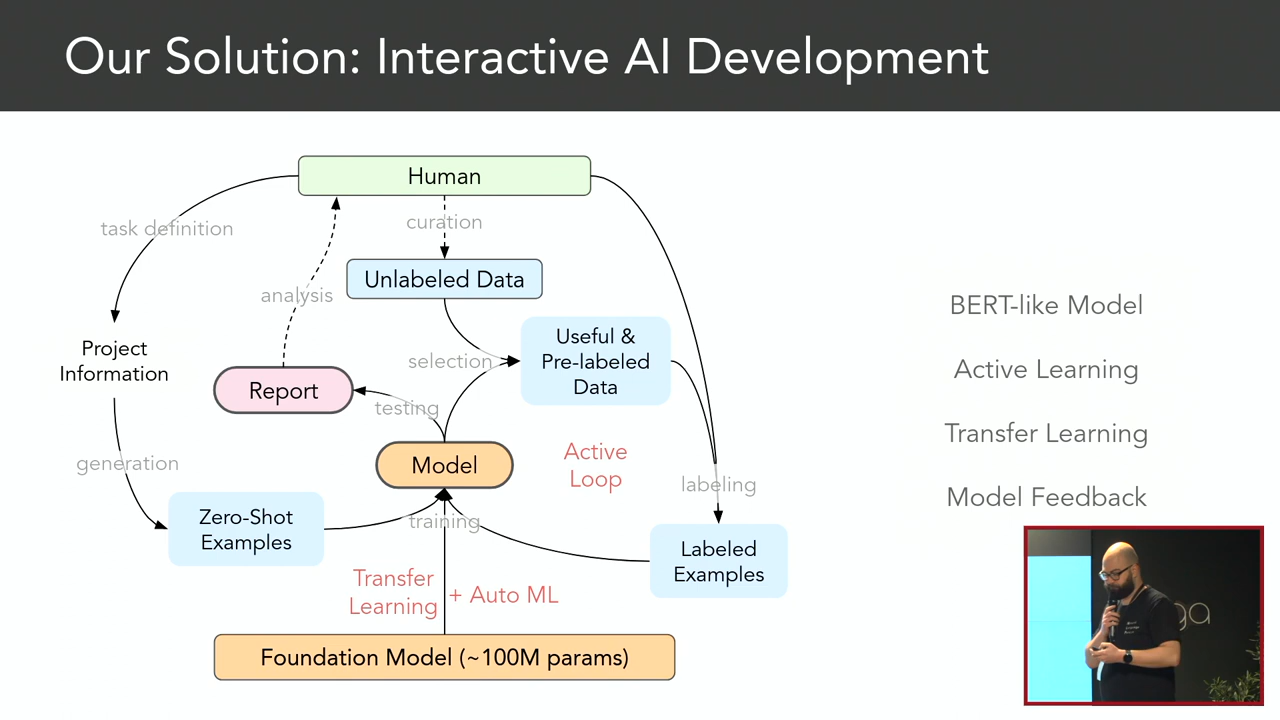 Our Solution: Interactive AI Development
Human
task definition
curation
analysis
Unlabeled Data
Useful &
Pre-labeled
Data
selection
Project
Information
Report
testing
Model
Active
Loop
generation
labeling
Zero-Shot
Examples
training
Labeled
Examples
Transfer
Learning
+ Auto ML
Foundation Model (~100M params)
BERT-like Model
Active Learning
Transfer Learning
Model Feedback